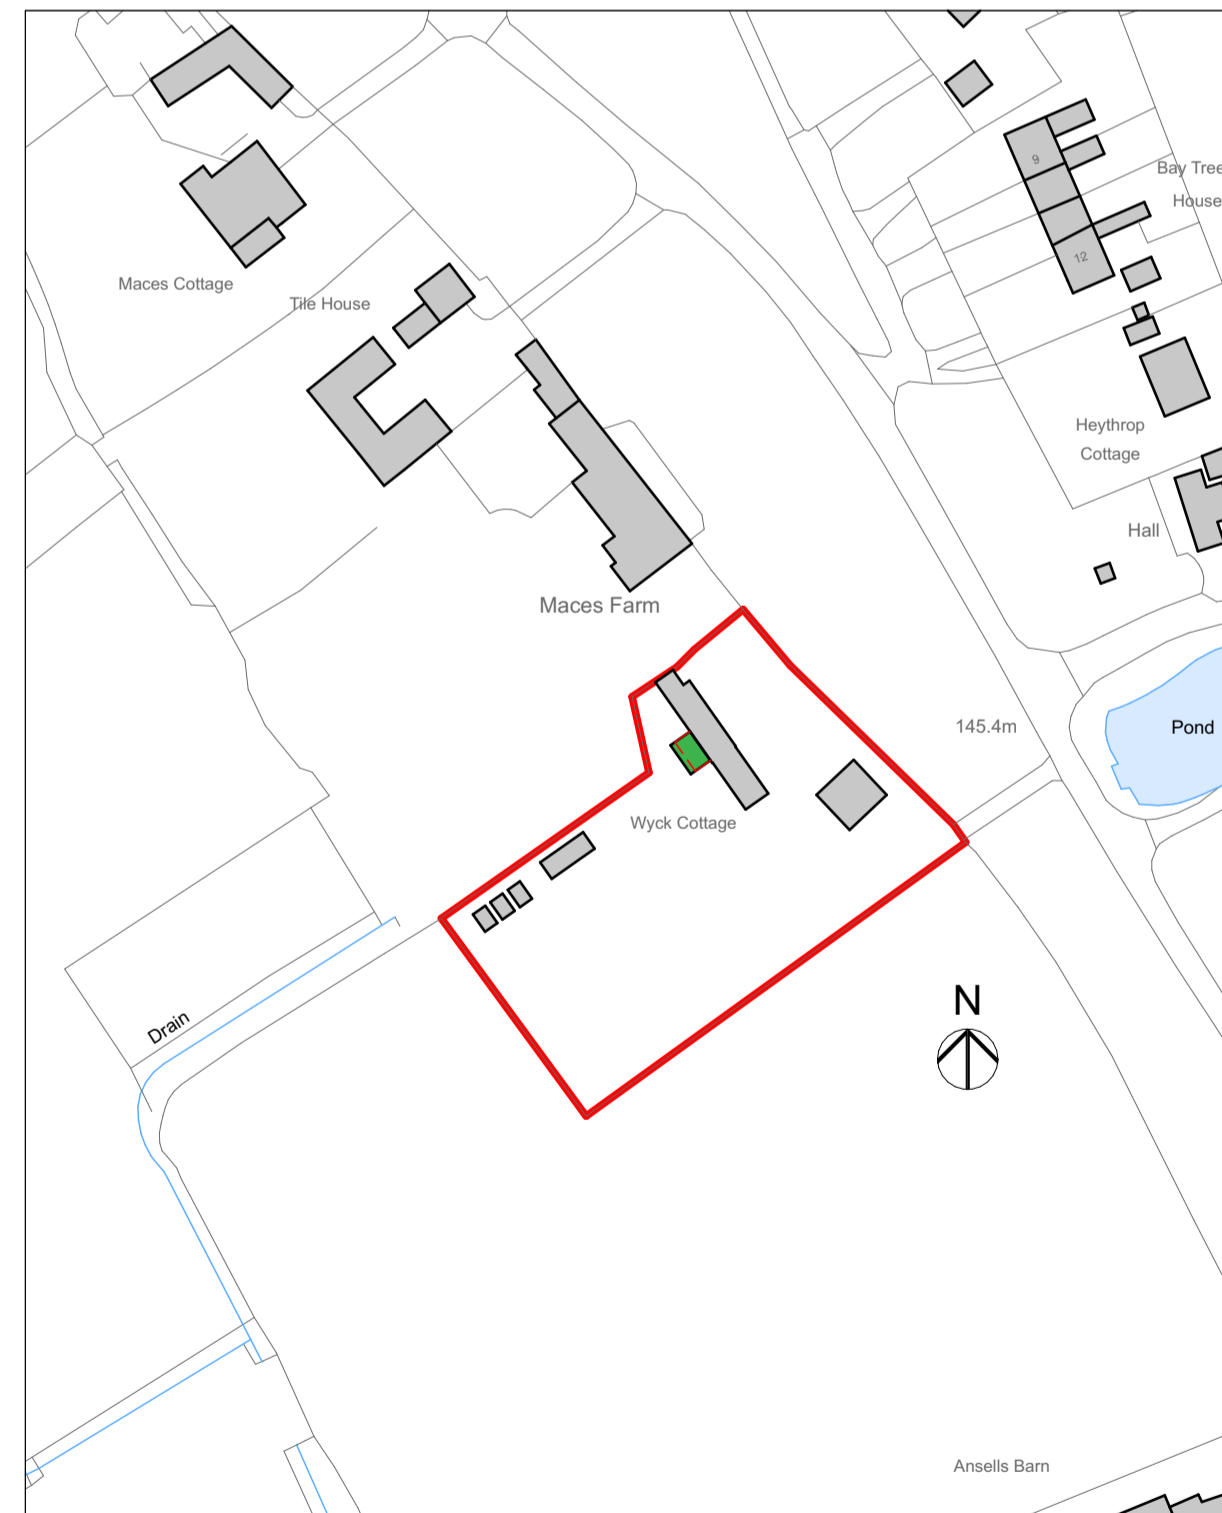 9
Bay Tree
House
12
Maces Cottage
Tile House
Heythrop
Cottage
Hall
Maces Farm
145.4m
Pond
Wyck Cottage
N
Drain
Ansells Barn